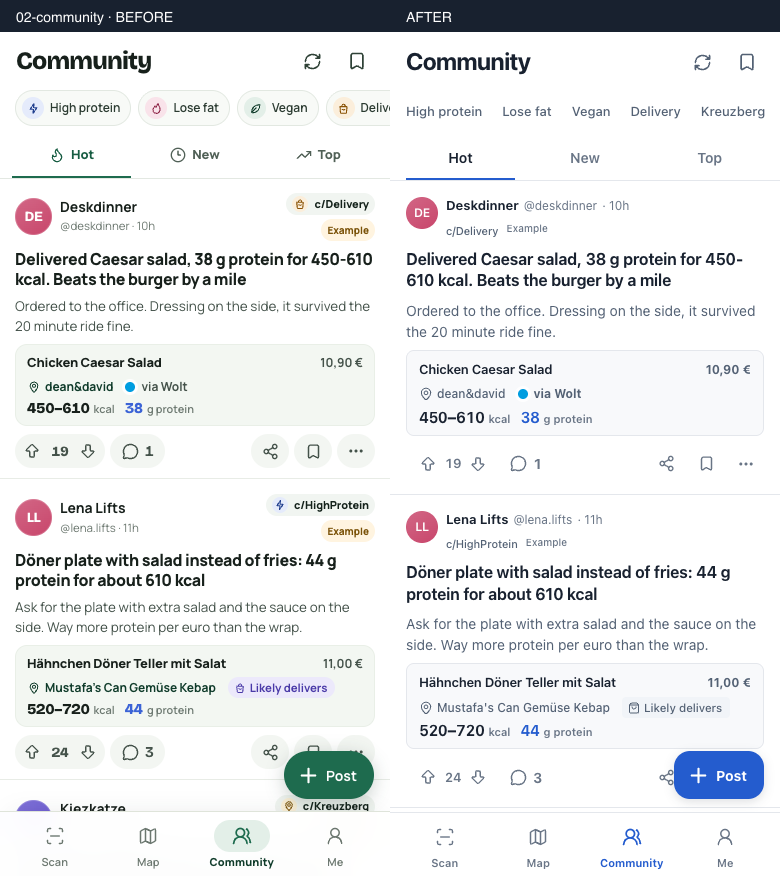 02-community · BEFORE
Community
High protein Lose fat Vegan Deliv
Hot New Top
DE Deskdinner c/Delivery
@deskdinner · 10h Example
Delivered Caesar salad, 38 g protein for 450-610
kcal. Beats the burger by a mile
Ordered to the office. Dressing on the side, it survived the
20 minute ride fine.
Chicken Caesar Salad 10,90 €
dean&david via Wolt
450–610 kcal 38 g protein
19 1
LL Lena Lifts c/HighProtein
@lena.lifts · 11h Example
Döner plate with salad instead of fries: 44 g
protein for about 610 kcal
Ask for the plate with extra salad and the sauce on the
side. Way more protein per euro than the wrap.
Hähnchen Döner Teller mit Salat 11,00 €
Mustafa's Can Gemüse Kebap Likely delivers
520–720 kcal 44 g protein
24 3
+ Post
Kiezkatze c/Kreuzberg
Scan Map Community Me
AFTER
Community
High protein Lose fat Vegan Delivery Kreuzberg
Hot New Top
DE Deskdinner @deskdinner · 10h
c/Delivery Example
Delivered Caesar salad, 38 g protein for 450-
610 kcal. Beats the burger by a mile
Ordered to the office. Dressing on the side, it survived
the 20 minute ride fine.
Chicken Caesar Salad 10,90 €
dean&david via Wolt
450–610 kcal 38 g protein
19 1
LL Lena Lifts @lena.lifts · 11h
c/HighProtein Example
Döner plate with salad instead of fries: 44 g
protein for about 610 kcal
Ask for the plate with extra salad and the sauce on the
side. Way more protein per euro than the wrap.
Hähnchen Döner Teller mit Salat 11,00 €
Mustafa's Can Gemüse Kebap Likely delivers
520–720 kcal 44 g protein
24 3
+ Post
Scan Map Community Me